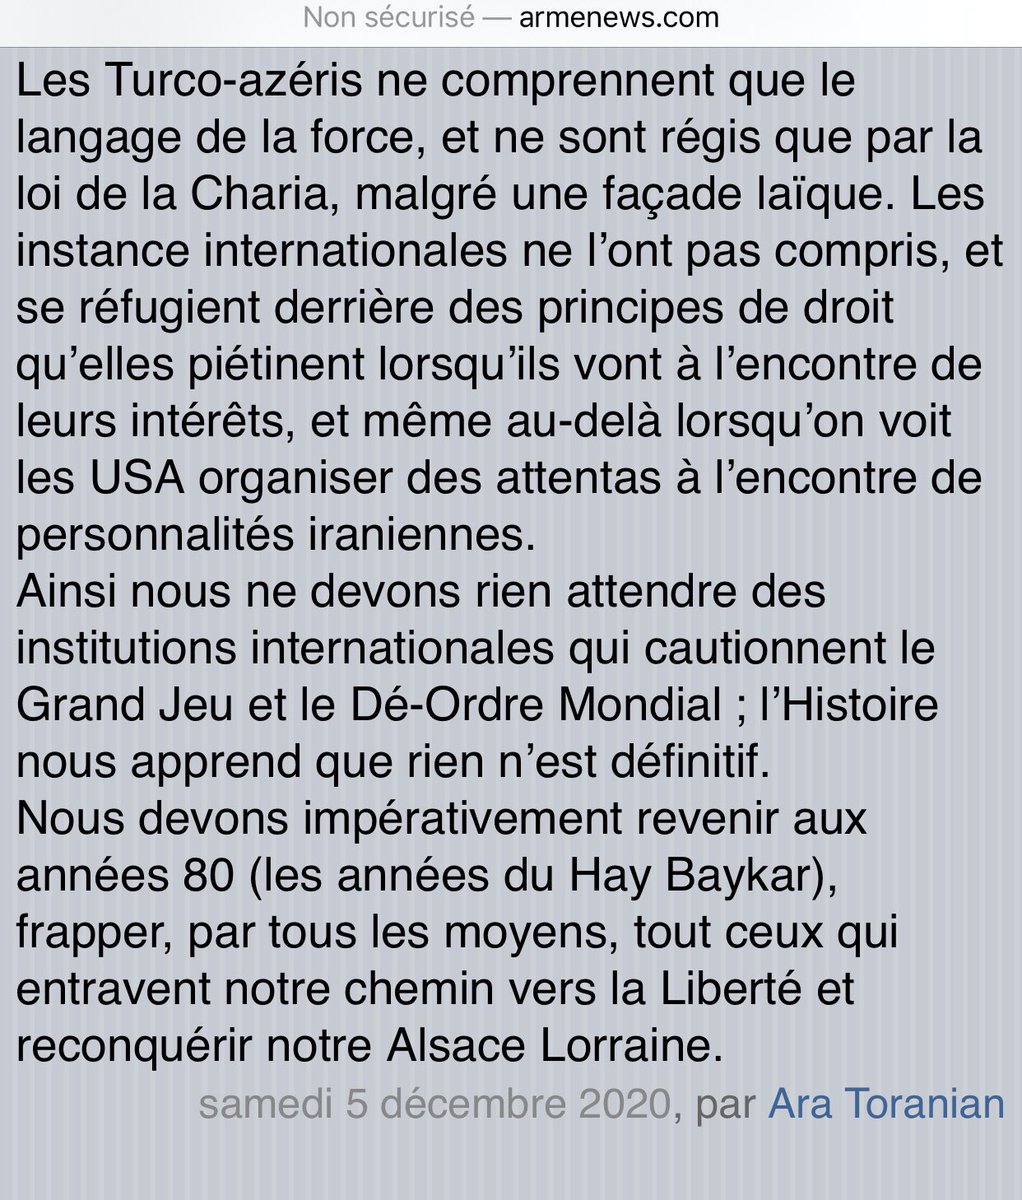 Non sécurisé — armenews.com
Les Turco-azéris ne comprennent que le
langage de la force, et ne sont régis que par la
loi de la Charia, malgré une façade laïque. Les
instance internationales ne l’ont pas compris, et
se réfugient derrière des principes de droit
qu’elles piétinent lorsqu’ils vont à l’encontre de
leurs intérêts, et même au-delà lorsqu’on voit
les USA organiser des attentas à l’encontre de
personnalités iraniennes.
Ainsi nous ne devons rien attendre des
institutions internationales qui cautionnent le
Grand Jeu et le Dé-Ordre Mondial ; l’Histoire
nous apprend que rien n’est définitif.
Nous devons impérativement revenir aux
années 80 (les années du Hay Baykar),
frapper, par tous les moyens, tout ceux qui
entravent notre chemin vers la Liberté et
reconquérir notre Alsace Lorraine.
samedi 5 décembre 2020, par Ara Toranian